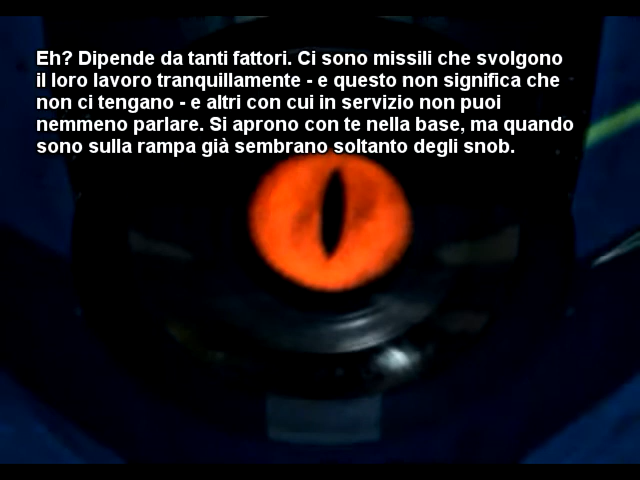 Eh? Dipende da tanti fattori. Ci sono missili che svolgono
il loro lavoro tranquillamente - e questo non significa che
non ci tengano - e altri con cui in servizio non puoi
nemmeno parlare. Si aprono con te nella base, ma quando
sono sulla rampa già sembrano soltanto degli snob.